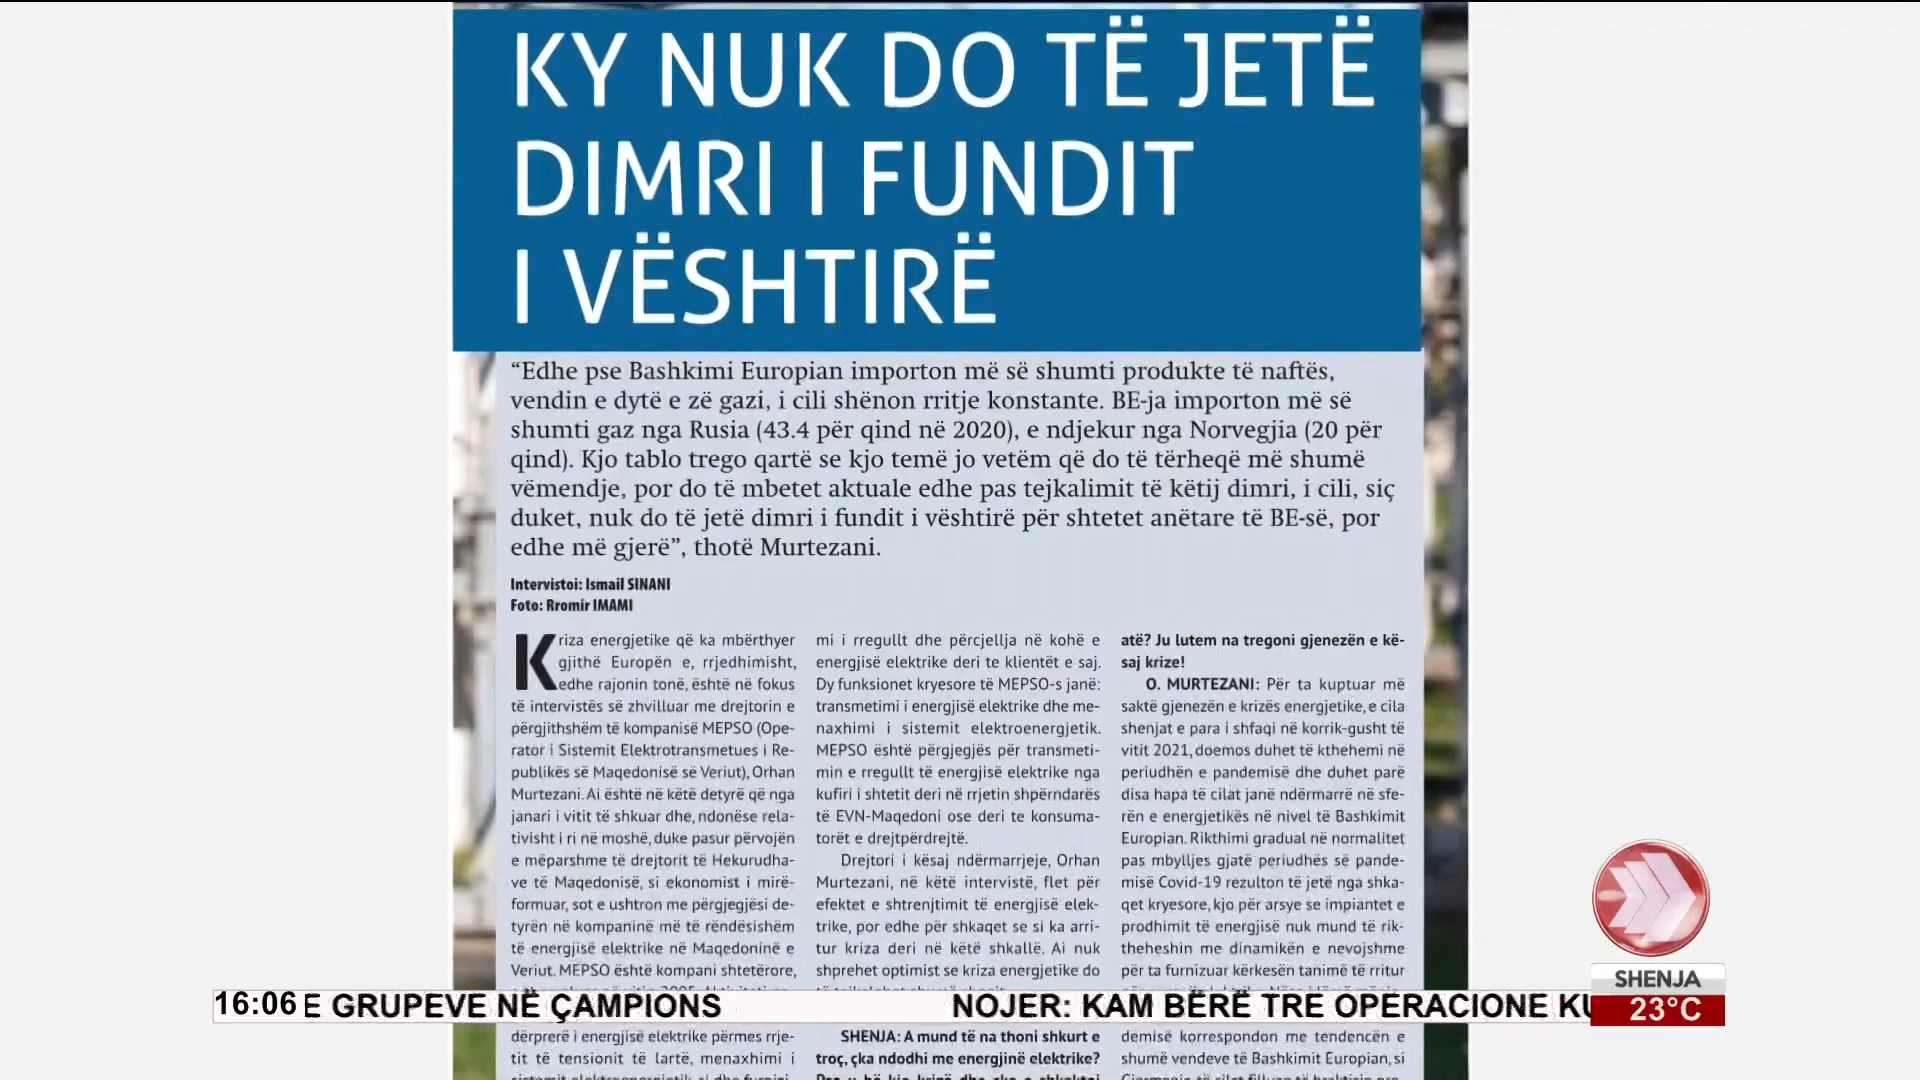 KY NUK DO TË JETË
DIMRI I FUNDIT
I VËSHTIRË
“Edhe pse Bashkimi Europian importon më së shumti produkte të naftës,
vendin e dytë e zë gazi, i cili shënon rritje konstante. BE-ja importon më së
shumti gaz nga Rusia (43.4 për qind në 2020), e ndjekur nga Norvegjia (20 për
qind). Kjo tablo trego qartë se kjo temë jo vetëm që do të tërheqë më shumë
vëmendje, por do të mbetet aktuale edhe pas tejkalimit të këtij dimri, i cili, siç
duket, nuk do të jetë dimri i fundit i vështirë për shtetet anëtare të BE-së, por
edhe më gjerë”, thotë Murtezani.
Intervistoi: Ismail SINANI
Foto: Rromir IMAMI
Kriza energjetike që ka mbërthyer
gjithë Europën e, rrjedhimisht,
edhe rajonin tonë, është në fokus
të intervistës së zhvilluar me drejtorin e
përgjithshëm të kompanisë MEPSO (Ope-
rator i Sistemit Elektrotransmetues i Re-
publikës së Maqedonisë së Veriut), Orhan
Murtezani. Ai është në këtë detyrë që nga
janari i vitit të shkuar dhe, ndonëse rela-
tivisht i ri në moshë, duke pasur përvojën
e mëparshme të drejtorit të Hekurudha-
ve të Maqedonisë, si ekonomist i mirë-
formuar, sot e ushtron me përgjegjësi de-
tyrën në kompaninë më të rëndësishëm
të energjisë elektrike në Maqedoninë e
Veriut. MEPSO është kompani shtetërore,
dërprerë i energjisë elektrike përmes rrje-
tit të tensionit të lartë, menaxhimi i
mi i rregullt dhe përcjellja në kohë e
energjisë elektrike deri te klientët e saj.
Dy funksionet kryesore të MEPSO-s janë:
transmetimi i energjisë elektrike dhe me-
naxhimi i sistemit elektroenergjetik.
MEPSO është përgjegjës për transmeti-
min e rregullt të energjisë elektrike nga
kufiri i shtetit deri në rrjetin shpërndarës
të EVN-Maqedoni ose deri te konsuma-
torët e drejtpërdrejtë.
Drejtori i kësaj ndërmarrjeje, Orhan
Murtezani, në këtë intervistë, flet për
efektet e shtrenjtimit të energjisë elek-
trike, por edhe për shkaqet se si ka arri-
tur kriza deri në këtë shkallë. Ai nuk
shprehet optimist se kriza energjetike do
SHENJA: A mund të na thoni shkurt e
troç, çka ndodhi me energjinë elektrike?
atë? Ju lutem na tregoni gjenezën e kë-
saj krize!
O. MURTEZANI: Për ta kuptuar më
saktë gjenezën e krizës energjetike, e cila
shenjat e para i shfaqi në korrik-gusht të
vitit 2021, doemos duhet të kthehemi në
periudhën e pandemisë dhe duhet parë
disa hapa të cilat janë ndërmarrë në sfe-
rën e energjetikës në nivel të Bashkimit
Europian. Rikthimi gradual në normalitet
pas mbylljes gjatë periudhës së pande-
misë Covid-19 rezulton të jetë nga shka-
qet kryesore, kjo për arsye se impiantet e
prodhimit të energjisë nuk mund të rik-
theheshin me dinamikën e nevojshme
për ta furnizuar kërkesën tanimë të rritur
demisë korrespondon me tendencën e
shumë vendeve të Bashkimit Europian, si
16:06 E GRUPEVE NË ÇAMPIONS NOJER: KAM BËRË TRE OPERACIONE KU
SHENJA
23°C